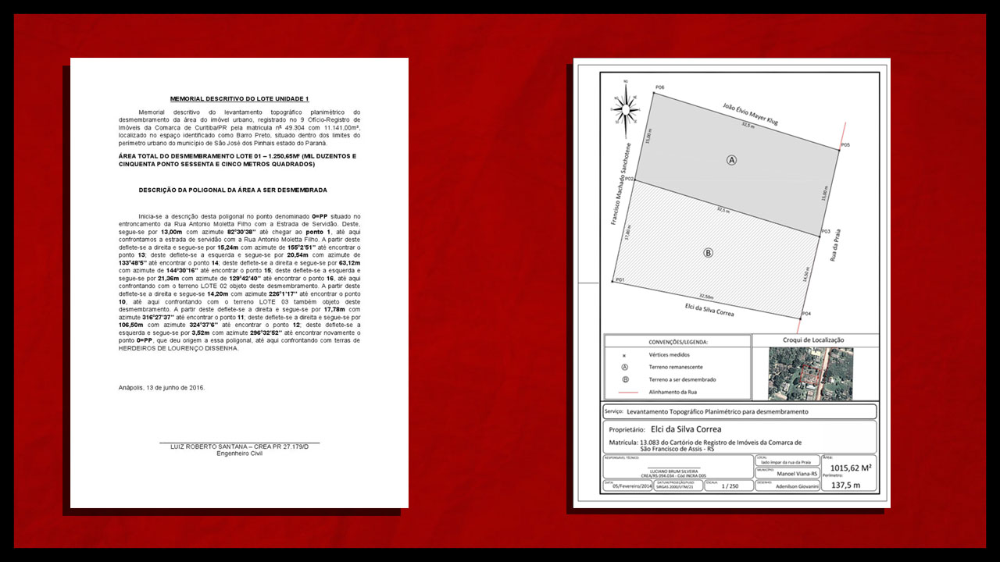 MEMORIAL DESCRITIVO DO LOTE UNIDADE 1
Memorial descritivo do levantamento topográfico planimétrico do
desmembramento da área do imóvel urbano, registrado no 9 Ofício-Registro de
Imóveis da Comarca de Curitiba/PR pela matricula nº 49.304 com 11.141,00m²,
localizado no espaço identificado como Barro Preto, situado dentro dos limites do
perímetro urbano do município de São José dos Pinhais estado do Paraná.
ÁREA TOTAL DO DESMEMBRAMENTO LOTE 01 – 1.250,65M² (MIL DUZENTOS E
CINQUENTA PONTO SESSENTA E CINCO METROS QUADRADOS)
DESCRIÇÃO DA POLIGONAL DA ÁREA A SER DESMEMBRADA
Inicia-se a descrição desta poligonal no ponto denominado 0=PP situado no
entroncamento da Rua Antonio Moletta Filho com a Estrada de Servidão. Deste,
segue-se por 13,00m com azimute 82°30'38" até chegar ao ponto 1, até aqui
confrontamos a estrada de servidão com a Rua Antonio Moletta Filho. A partir deste
deflete-se a direita e segue-se por 15,24m com azimute de 155°2'51" até encontro o
ponto 13; deste deflete-se a esquerda e segue-se por 20,54m com azimute de
133°48'5" até encontrar o ponto 14; deste deflete-se a direita e segue-se por 63,12m
com azimute de 144°30'16" até encontrar o ponto 15; deste deflete-se a esquerda e
segue-se por 21,36m com azimute de 129°42'40" até encontrar o ponto 16, até aqui
confrontando com o terreno LOTE 02 objeto deste desmembramento. A partir deste
deflete-se a direita e segue-se 14,20m com azimute 226°1'17" até encontra o ponto
10, até aqui confrontando com o terreno LOTE 03 também objeto deste
desmembramento. A partir deste deflete-se a direita e segue-se por 17,78m com
azimute 316°27'37" até encontra o ponto 11; deste deflete-se a direita e segue-se por
106,50m com azimute 324°37'6" até encontra o ponto 12; deste deflete-se a
esquerda e segue-se por 3,52m com azimute 296°32'52" até encontrar novamente o
ponto 0=PP, que deu origem a essa poligonal, até aqui confrontando com terras de
HERDEIROS DE LOURENÇO DISSENHA.
Anápolis, 13 de junho de 2016.
LUIZ ROBERTO SANTANA – CREA PR 27.179/D
Engenheiro Civil
P06
João Élvio Mayer Klug
32,5 m
P05
15,00 m
A
Francisco Machado Sanchotene
P02
32,5 m
15,00 m
P03
17,80 m
B
Rua da Praia
14,50 m
P01
32,50m
Elci da Silva Correa
P04
CONVENÇÕES/LEGENDA:
Vértices medidos
A Terreno remanescente
B Terreno a ser desmembrado
Alinhamento da Rua
Croqui de Localização
Serviço: Levantamento Topográfico Planimétrico para desmembramento
Proprietário: Elci da Silva Correa
Matrícula: 13.083 do Cartório de Registro de Imóveis da Comarca de
São Francisco de Assis - RS
RESPONSÁVEL TÉCNICO:
LUCIANO BRUM SILVEIRA
CREA/RS 094.034 - Cód INCRA D0S
LOCAL:
lado ímpar da rua da Praia
MUNICÍPIO:
Manoel Viana-RS
Área:
1015,62 M²
Perímetro:
137,5 m
DATA:
05/Fevereiro/2014
SIRGAS 2000/UTM/21
ESCALA:
1 / 250
DESENHO:
Adenilson Giovanini